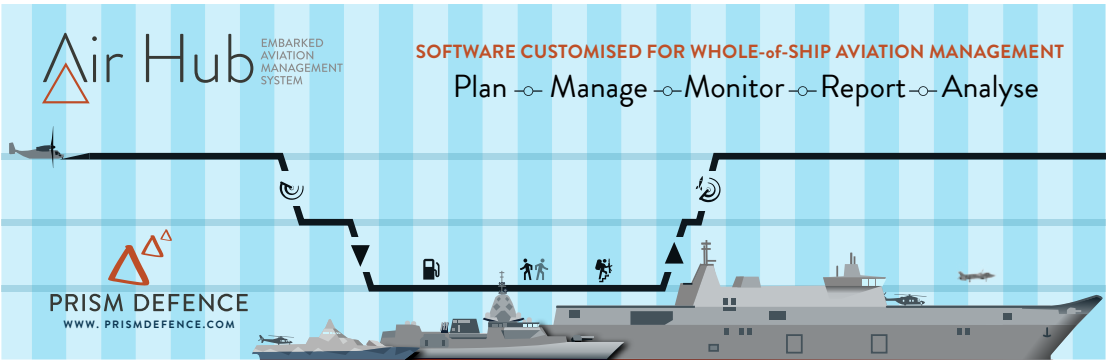 Air Hub
EMBARKED
AVIATION
MANAGEMENT
SYSTEM
SOFTWARE CUSTOMISED FOR WHOLE-of-SHIP AVIATION MANAGEMENT
Plan Manage Monitor Report Analyse
PRISM DEFENCE
WWW. PRISMDEFENCE.COM